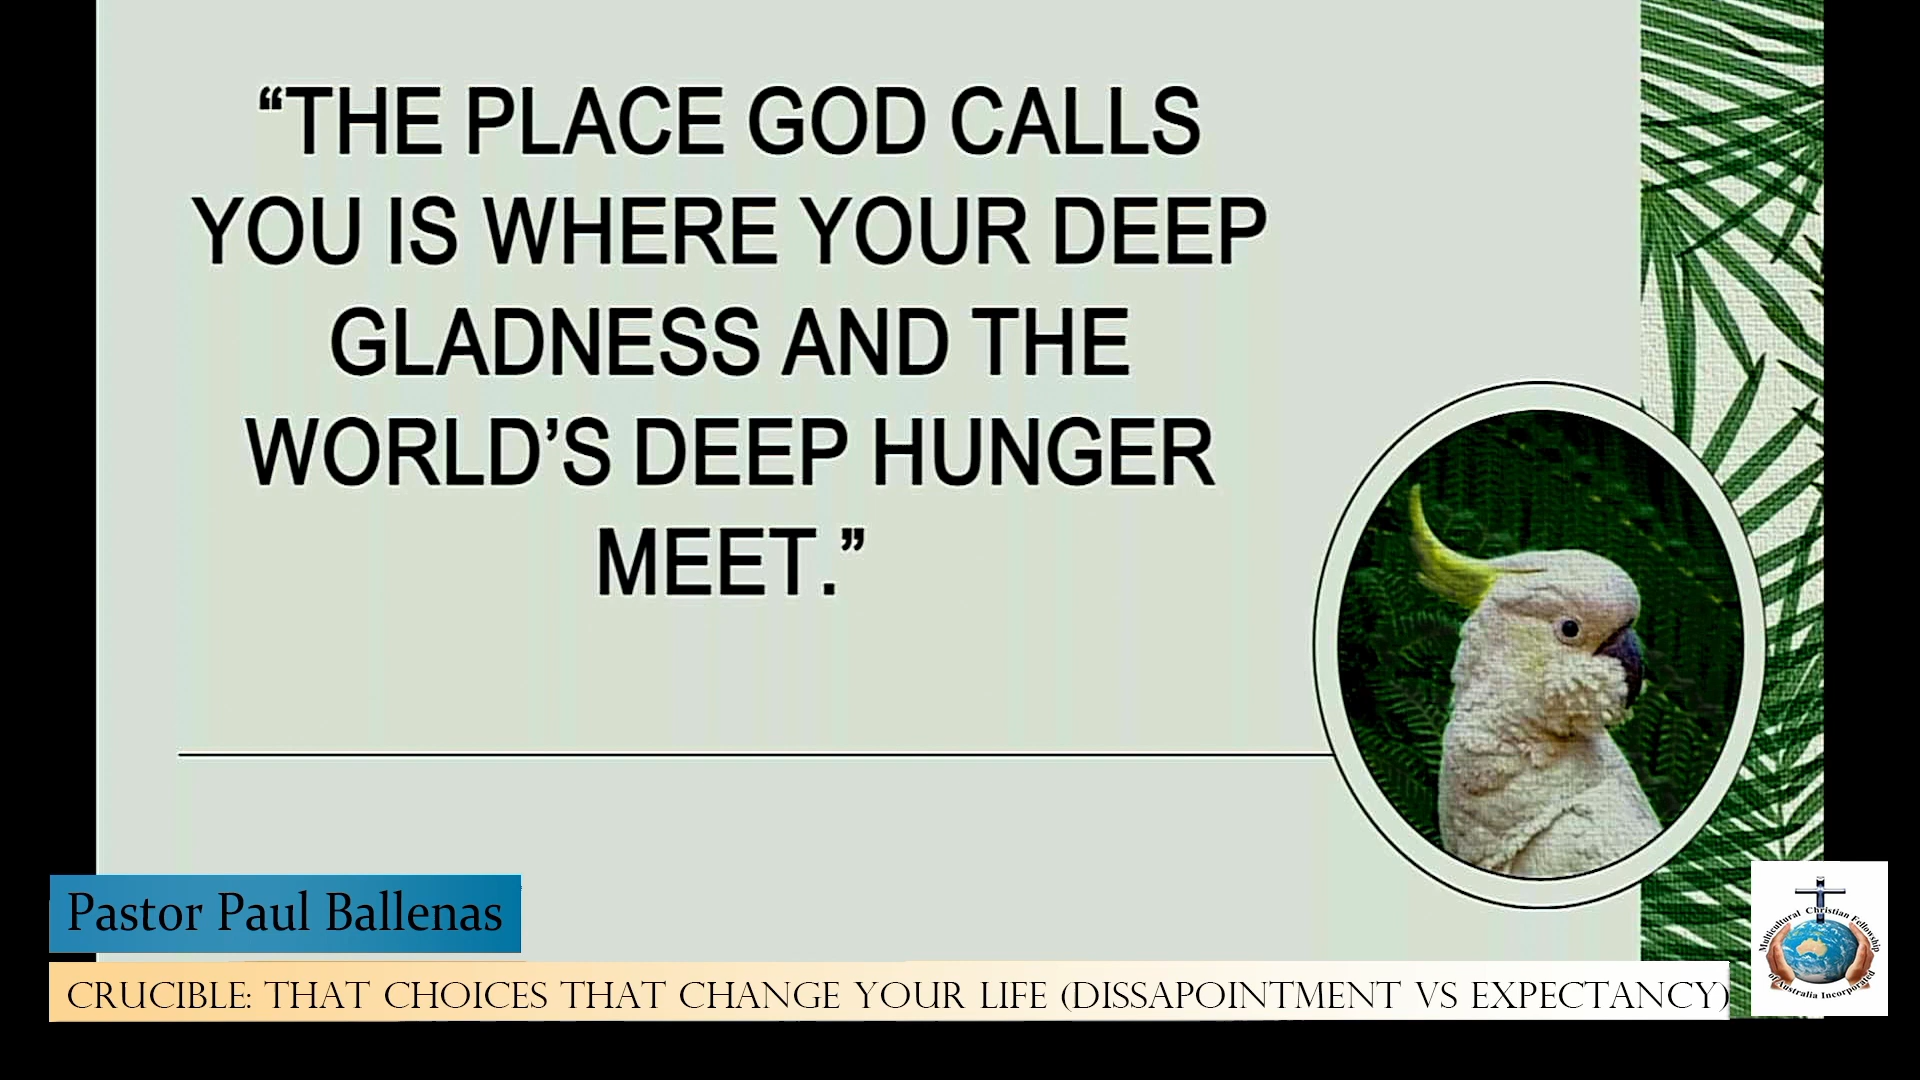 “THE PLACE GOD CALLS
YOU IS WHERE YOUR DEEP
GLADNESS AND THE
WORLD’S DEEP HUNGER
MEET.”
Pastor Paul Ballenas
CRUCIBLE: THAT CHOICES THAT CHANGE YOUR LIFE (DISSAPOINTMENT VS EXPECTANCY)
Multicultural Christian Fellowship
of Australia Incorporated